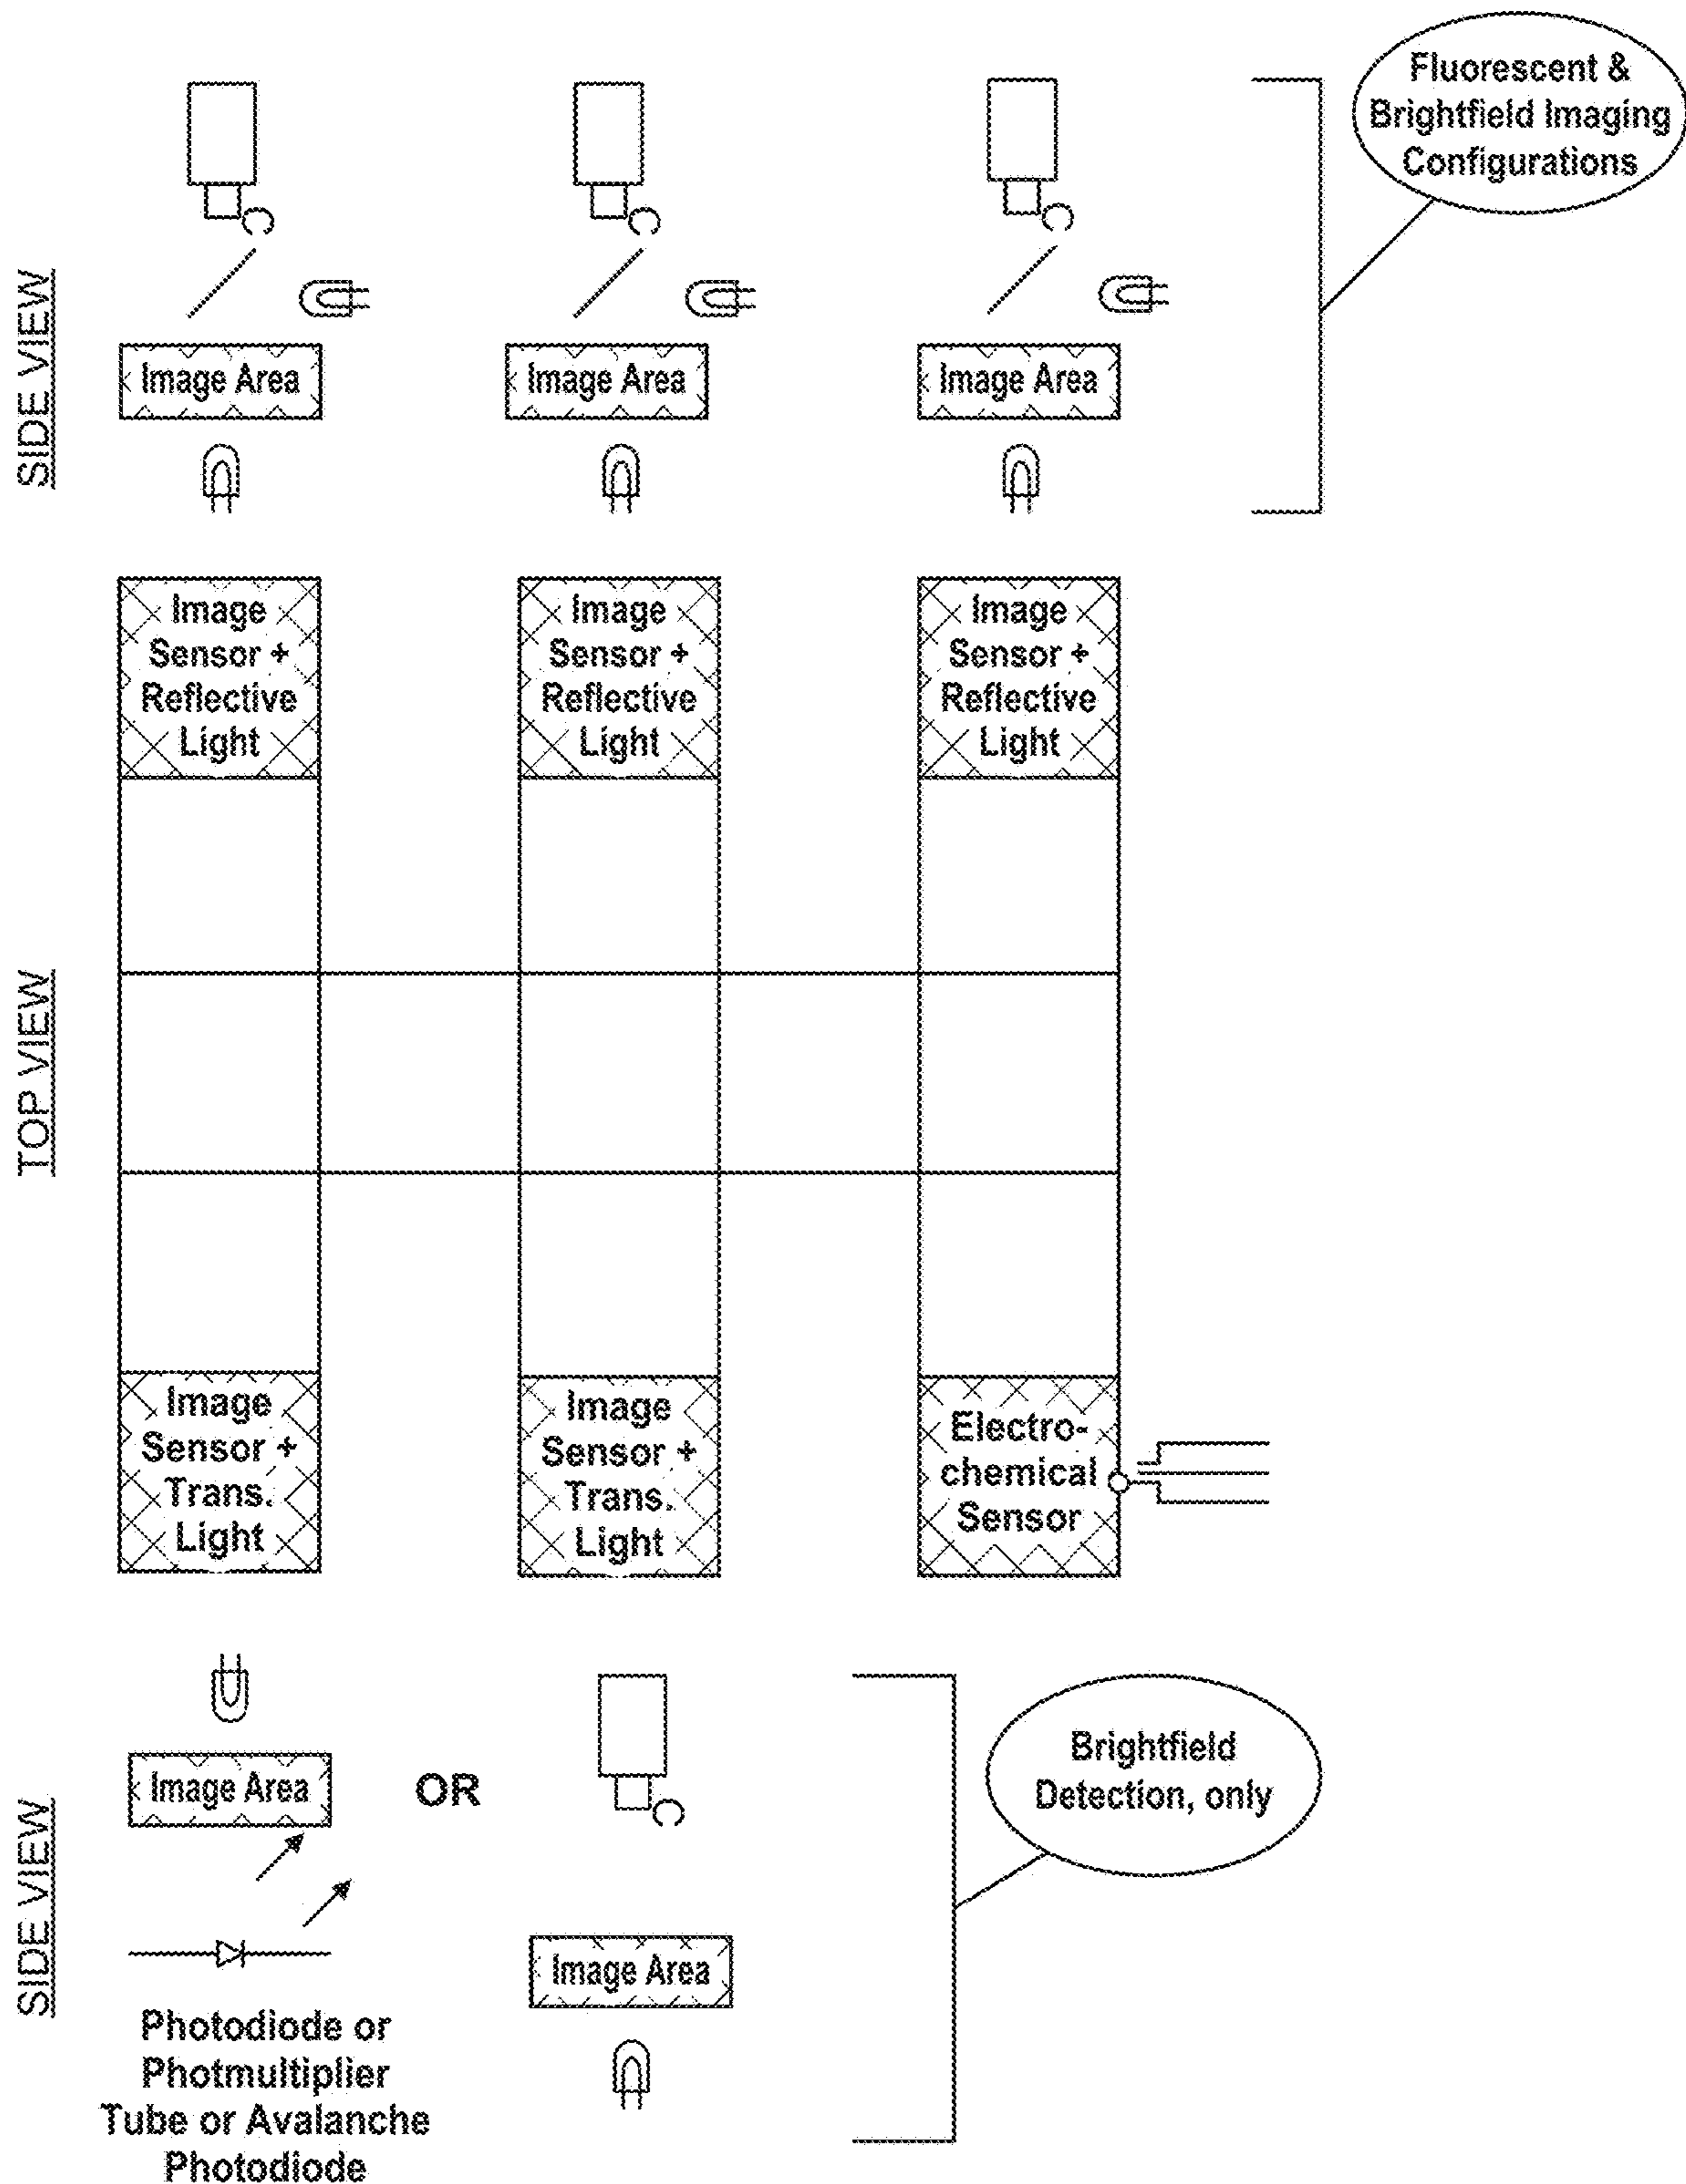 Fluorescent &
Brightfield Imaging
Configurations
SIDE VIEW
Image Area
Image Area
Image Area
TOP VIEW
Image
Sensor +
Reflective
Light
Image
Sensor +
Reflective
Light
Image
Sensor +
Reflective
Light
Image
Sensor +
Trans.
Light
Image
Sensor +
Trans.
Light
Electro-
chemical
Sensor
SIDE VIEW
Image Area
OR
Image Area
Brightfield
Detection, only
Photodiode or
Photmultiplier
Tube or Avalanche
Photodiode